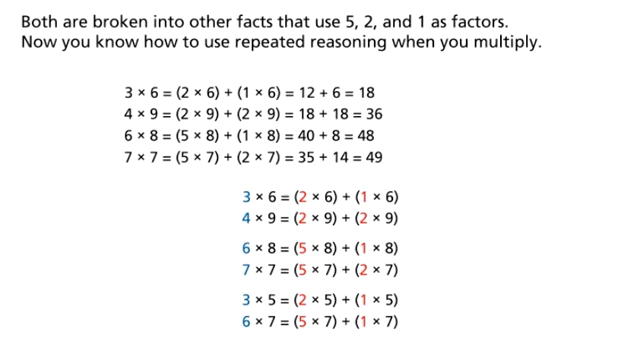 Both are broken into other facts that use 5, 2, and 1 as factors.
Now you know how to use repeated reasoning when you multiply.
3 × 6 = (2 × 6) + (1 × 6) = 12 + 6 = 18
4 × 9 = (2 × 9) + (2 × 9) = 18 + 18 = 36
6 × 8 = (5 × 8) + (1 × 8) = 40 + 8 = 48
7 × 7 = (5 × 7) + (2 × 7) = 35 + 14 = 49
3 × 6 = (2 × 6) + (1 × 6)
4 × 9 = (2 × 9) + (2 × 9)
6 × 8 = (5 × 8) + (1 × 8)
7 × 7 = (5 × 7) + (2 × 7)
3 × 5 = (2 × 5) + (1 × 5)
6 × 7 = (5 × 7) + (1 × 7)